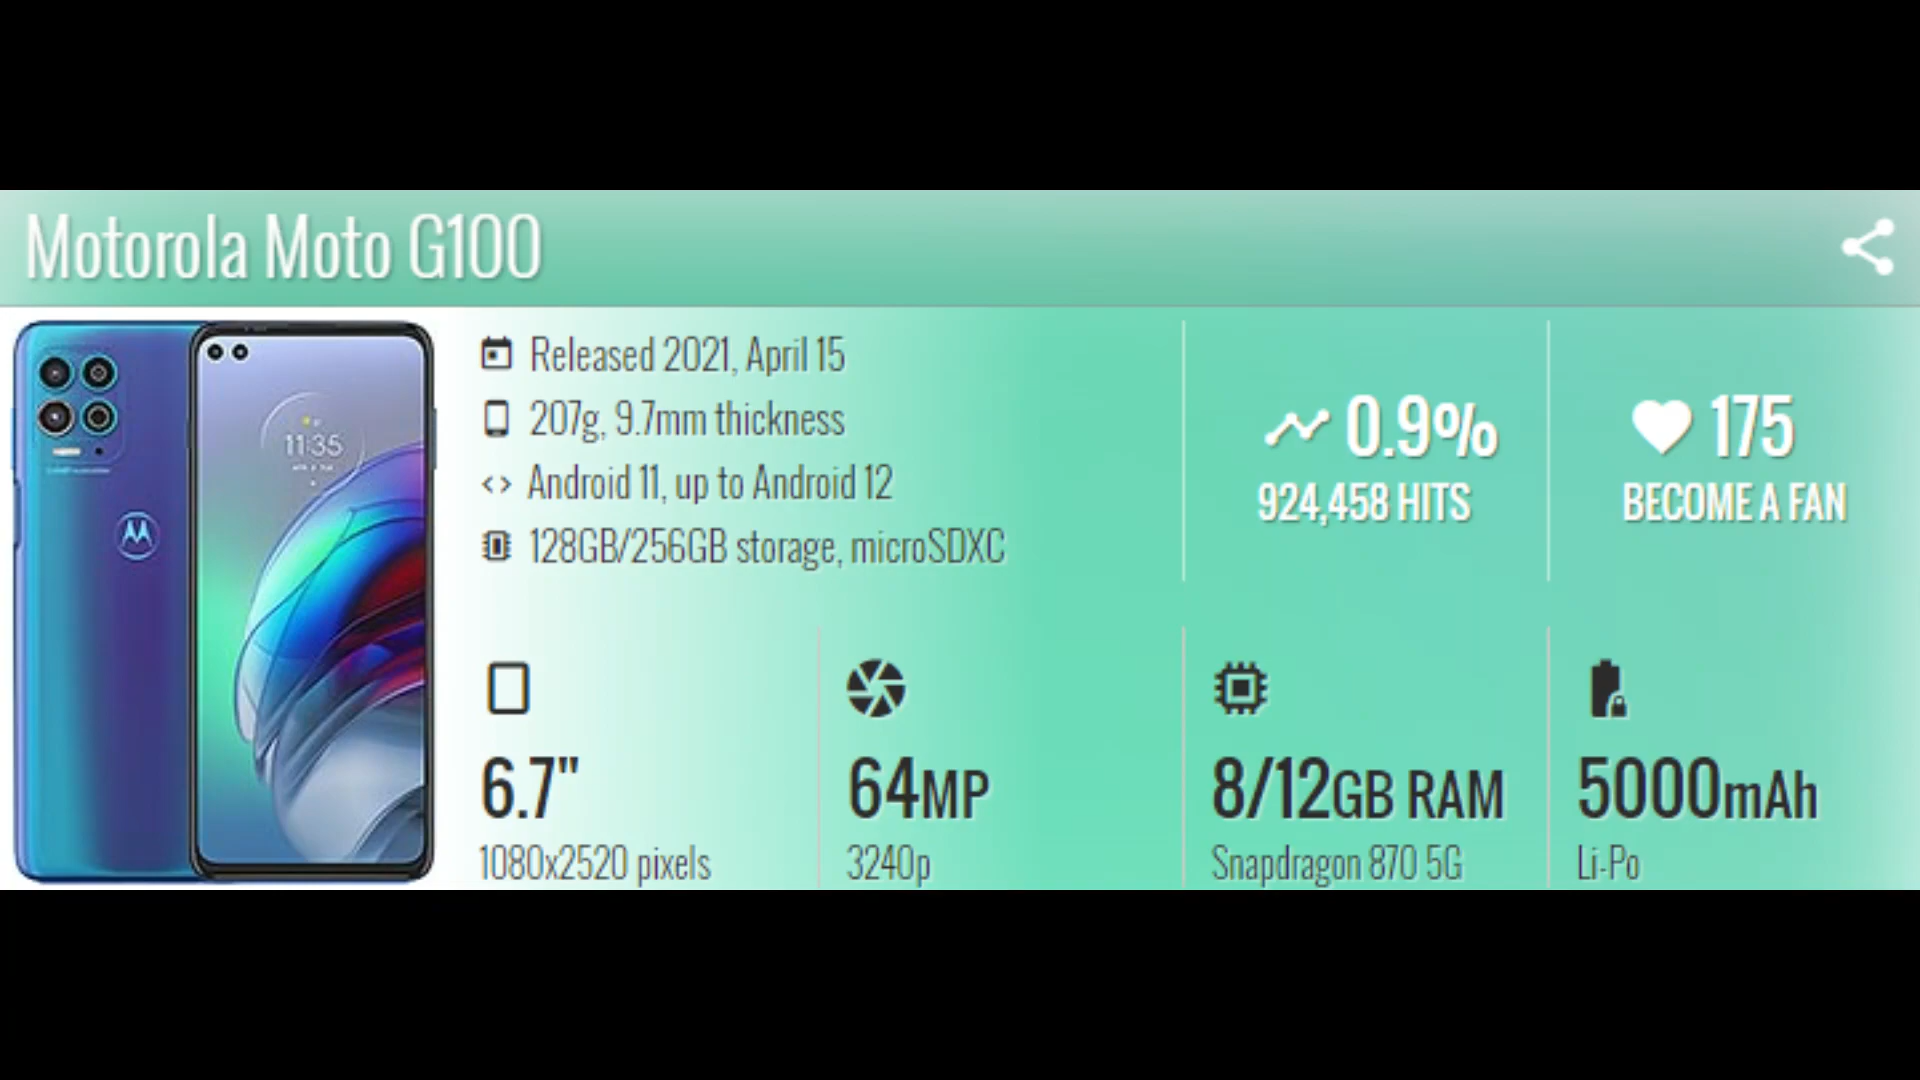 Motorola Moto G100
Released 2021, April 15
207g, 9.7mm thickness
Android 11, up to Android 12
128GB/256GB storage, microSDXC
0.9%
924,458 HITS
175
BECOME A FAN
11:35
6.7"
1080x2520 pixels
64MP
3240p
8/12GB RAM
Snapdragon 870 5G
5000mAh
Li-Po